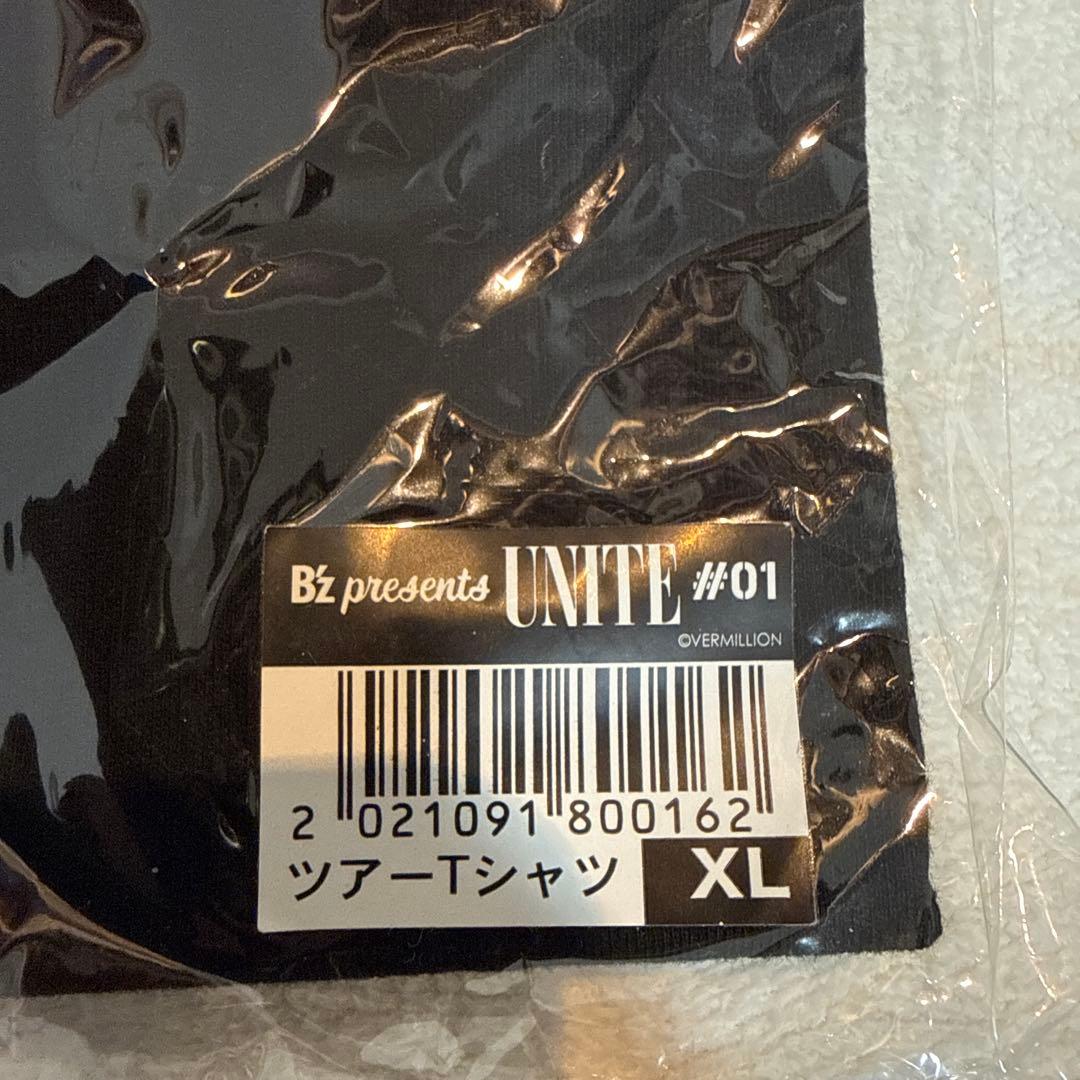 B'z presents UNITE #01
©VERMILLION
2 021091 800162
ツアーTシャツ XL